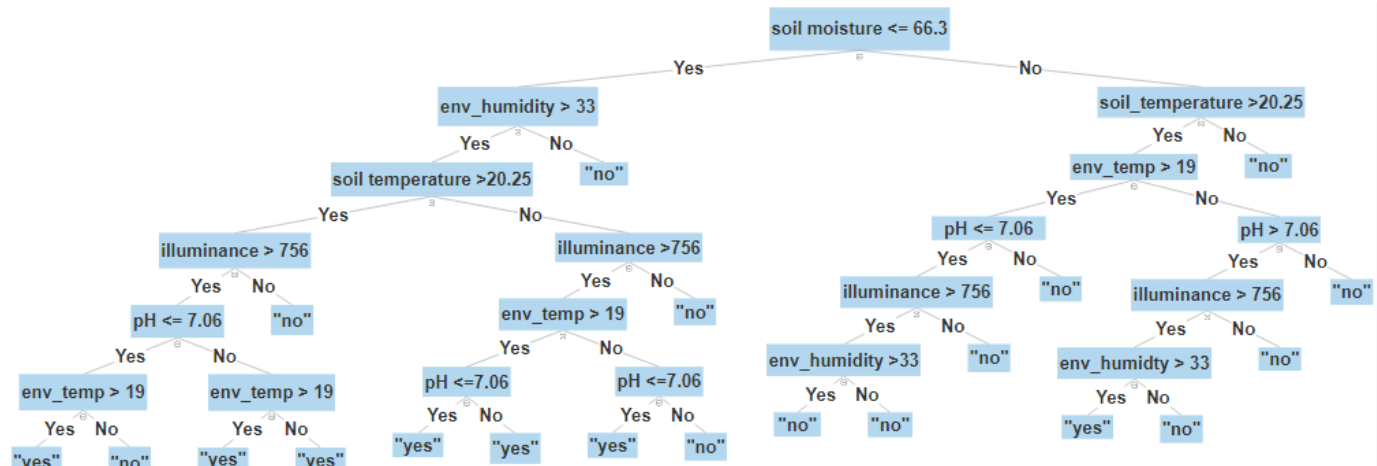 soil moisture <= 66.3
Yes No
env_humidity > 33 soil_temperature >20.25
Yes No Yes No
soil temperature >20.25 "no" env_temp > 19 "no"
Yes No Yes No
illuminance > 756 illuminance >756 pH <= 7.06 pH > 7.06
Yes No Yes No Yes No Yes No
pH <= 7.06 "no" env_temp > 19 "no" illuminance > 756 "no" illuminance > 756 "no"
Yes No Yes No Yes No Yes No
env_temp > 19 env_temp > 19 pH <=7.06 pH <=7.06 env_humidity >33 "no" env_humidty > 33 "no"
Yes No Yes No Yes No Yes No Yes No Yes No
"yes" "no" "yes" "yes" "yes" "yes" "yes" "no" "no" "no" "yes" "no"